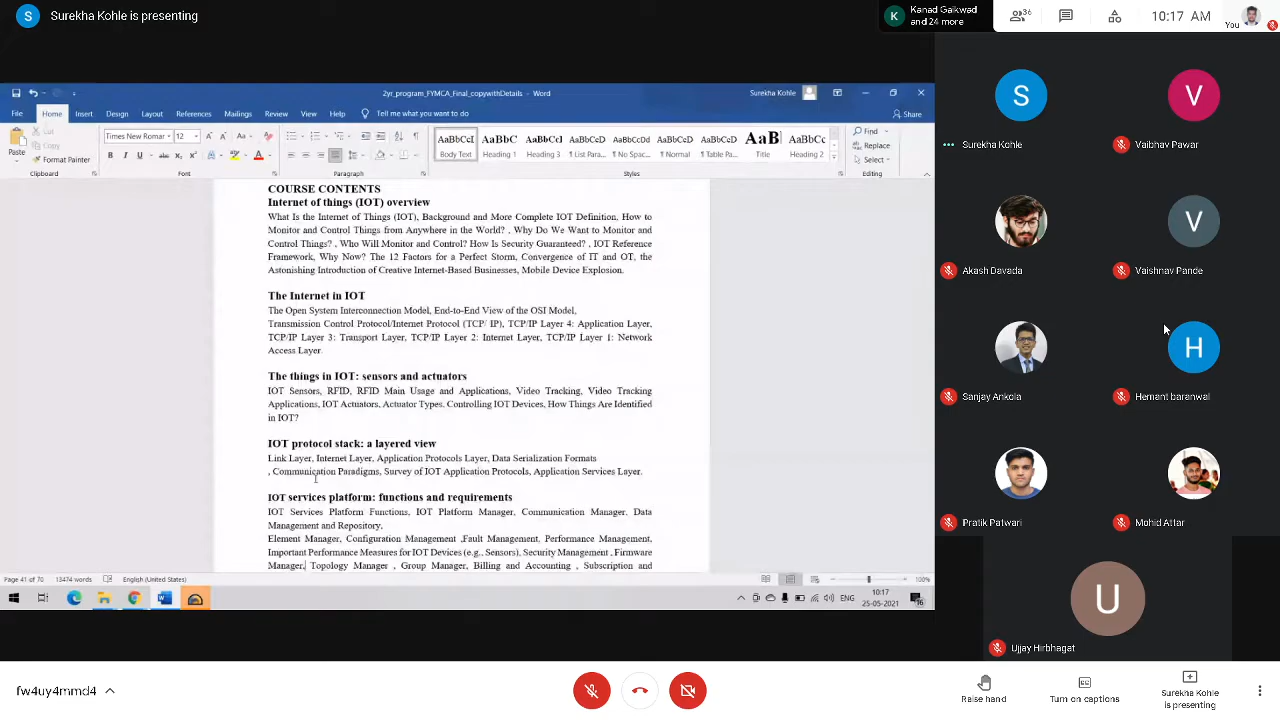 S Surekha Kohle is presenting
K Kanad Gaikwad
and 24 more
36
10:17 AM
You
2yr_program_FYMCA_Final_copywithDetails - Word
Surekha Kohle
File Home Insert Design Layout References Mailings Review View Help Tell me what you want to do
Share
Paste
Cut
Copy
Format Painter
Clipboard
Times New Romar 12
Font
Paragraph
AaBbCcI AaBbC AaBbCcI AaBbCcD AaBbCcDd AaBbCcD AaBbCcD AaB AaBbCc
Body Text Heading 1 Heading 3 ¶ List Para... ¶ No Spac... ¶ Normal ¶ Table Pa... Title Heading 2
Styles
Find
Replace
Select
Editing
COURSE CONTENTS
Internet of things (IOT) overview
What Is the Internet of Things (IOT), Background and More Complete IOT Definition, How to
Monitor and Control Things from Anywhere in the World? , Why Do We Want to Monitor and
Control Things? , Who Will Monitor and Control? How Is Security Guaranteed? , IOT Reference
Framework, Why Now? The 12 Factors for a Perfect Storm, Convergence of IT and OT, the
Astonishing Introduction of Creative Internet-Based Businesses, Mobile Device Explosion.
The Internet in IOT
The Open System Interconnection Model, End-to-End View of the OSI Model,
Transmission Control Protocol/Internet Protocol (TCP/ IP), TCP/IP Layer 4: Application Layer,
TCP/IP Layer 3: Transport Layer, TCP/IP Layer 2: Internet Layer, TCP/IP Layer 1: Network
Access Layer.
The things in IOT: sensors and actuators
IOT Sensors, RFID, RFID Main Usage and Applications, Video Tracking, Video Tracking
Applications, IOT Actuators, Actuator Types. Controlling IOT Devices, How Things Are Identified
in IOT?
IOT protocol stack: a layered view
Link Layer, Internet Layer, Application Protocols Layer, Data Serialization Formats
, Communication Paradigms, Survey of IOT Application Protocols, Application Services Layer.
IOT services platform: functions and requirements
IOT Services Platform Functions, IOT Platform Manager, Communication Manager, Data
Management and Repository,
Element Manager, Configuration Management ,Fault Management, Performance Management,
Important Performance Measures for IOT Devices (e.g., Sensors), Security Management , Firmware
Manager, Topology Manager , Group Manager, Billing and Accounting , Subscription and
Page 41 of 70 13474 words English (United States)
100%
ENG
10:17
25-05-2021
16
S
Surekha Kohle
V
Vaibhav Pawar
Akash Davada
V
Vaishnav Pande
Sanjay Ankola
H
Hemant baranwal
Pratik Patwari
Mohid Attar
U
Ujjay Hirbhagat
fw4uy4mmd4
Raise hand
Turn on captions
Surekha Kohle
is presenting